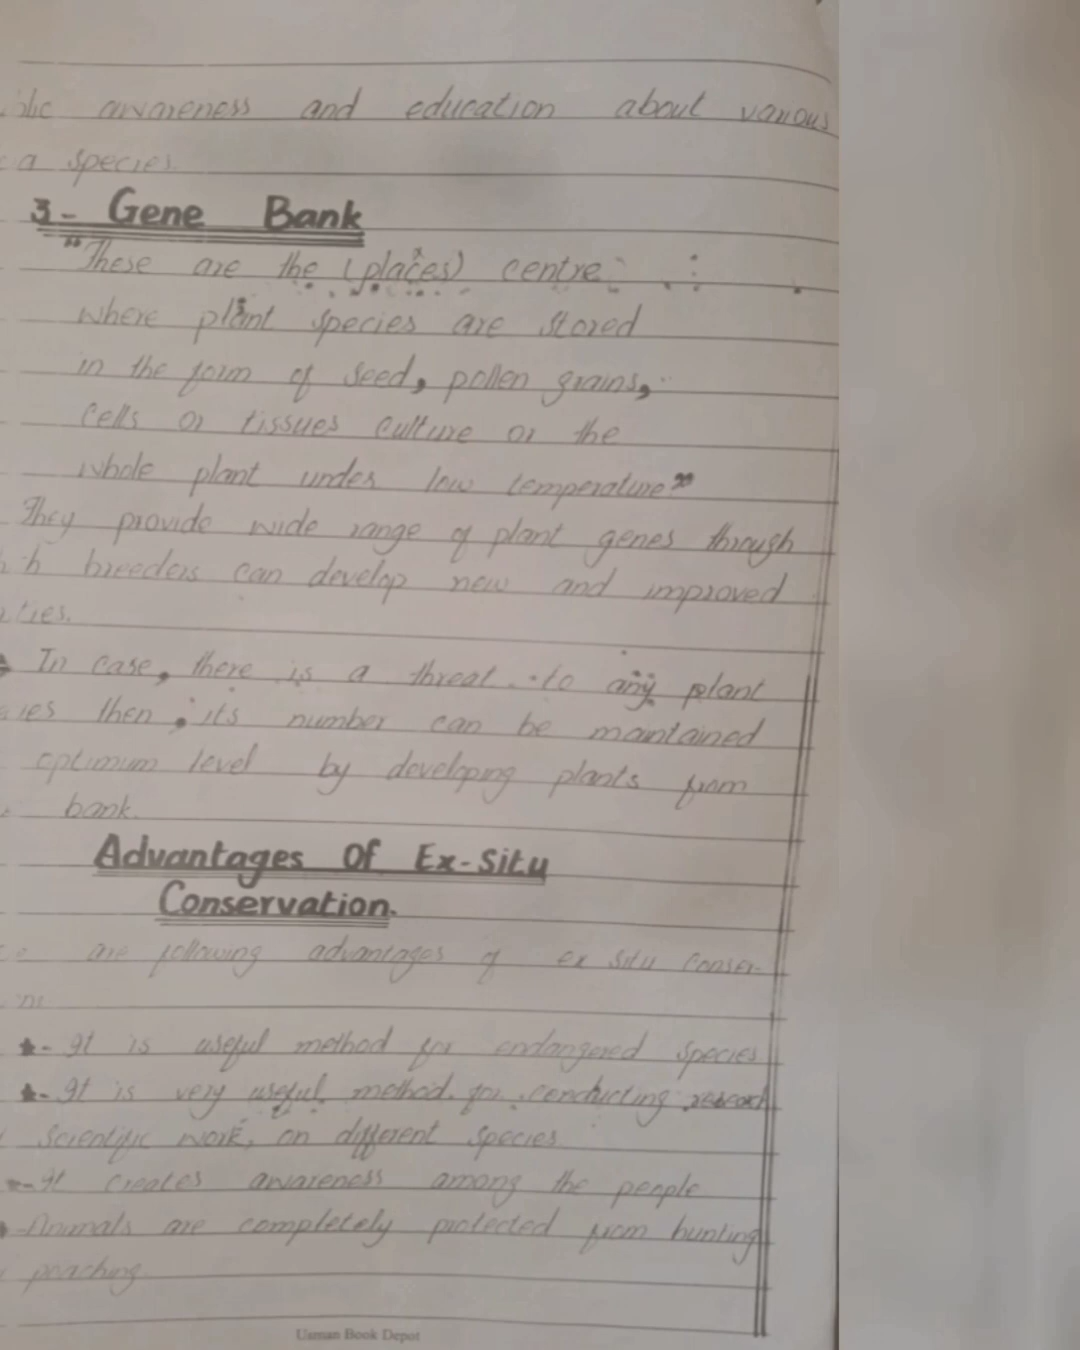 awareness and education about various
species.
3- Gene Bank
"These are the (places) centre
where plant species are stored
in the form of seed, pollen grains,
cells or tissues culture or the
whole plant under low temperature"
They provide wide range of plant genes through
breeders can develop new and improved
In case, there is a threat to any plant
then, its number can be maintained
optimum level by developing plants from
bank.
Advantages Of Ex-Situ
Conservation.
are following advantages of ex situ conser-
★- It is useful method for endangered species
★- It is very useful method for conducting research
scientific work, on different species
★- It creates awareness among the people
Animals are completely protected from hunting
poaching
Usman Book Depot